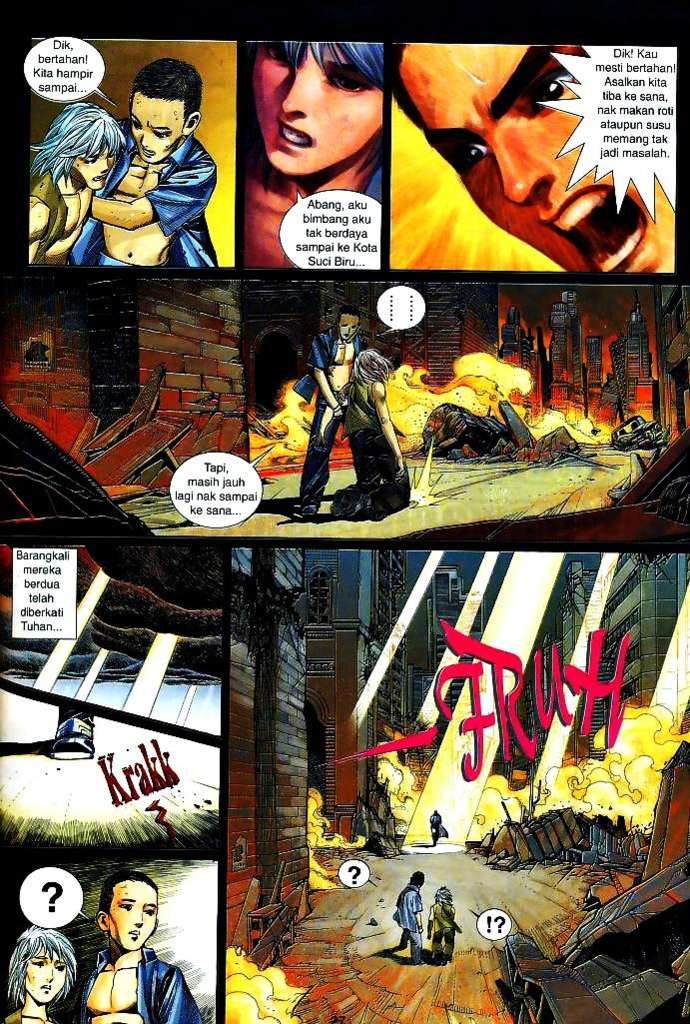 Dik,
bertahan!
Kita hampir
sampai...
Abang, aku
bimbang aku
tak berdaya
sampai ke Kota
Suci Biru...
Dik! Kau
mesti bertahan!
Asalkan kita
tiba ke sana,
nak makan roti
ataupun susu
memang tak
jadi masalah.
Tapi,
masih jauh
lagi nak sampai
ke sana...
Barangkali
mereka
berdua
telah
diberkati
Tuhan...
Krakk
?
FRUH
?
!?